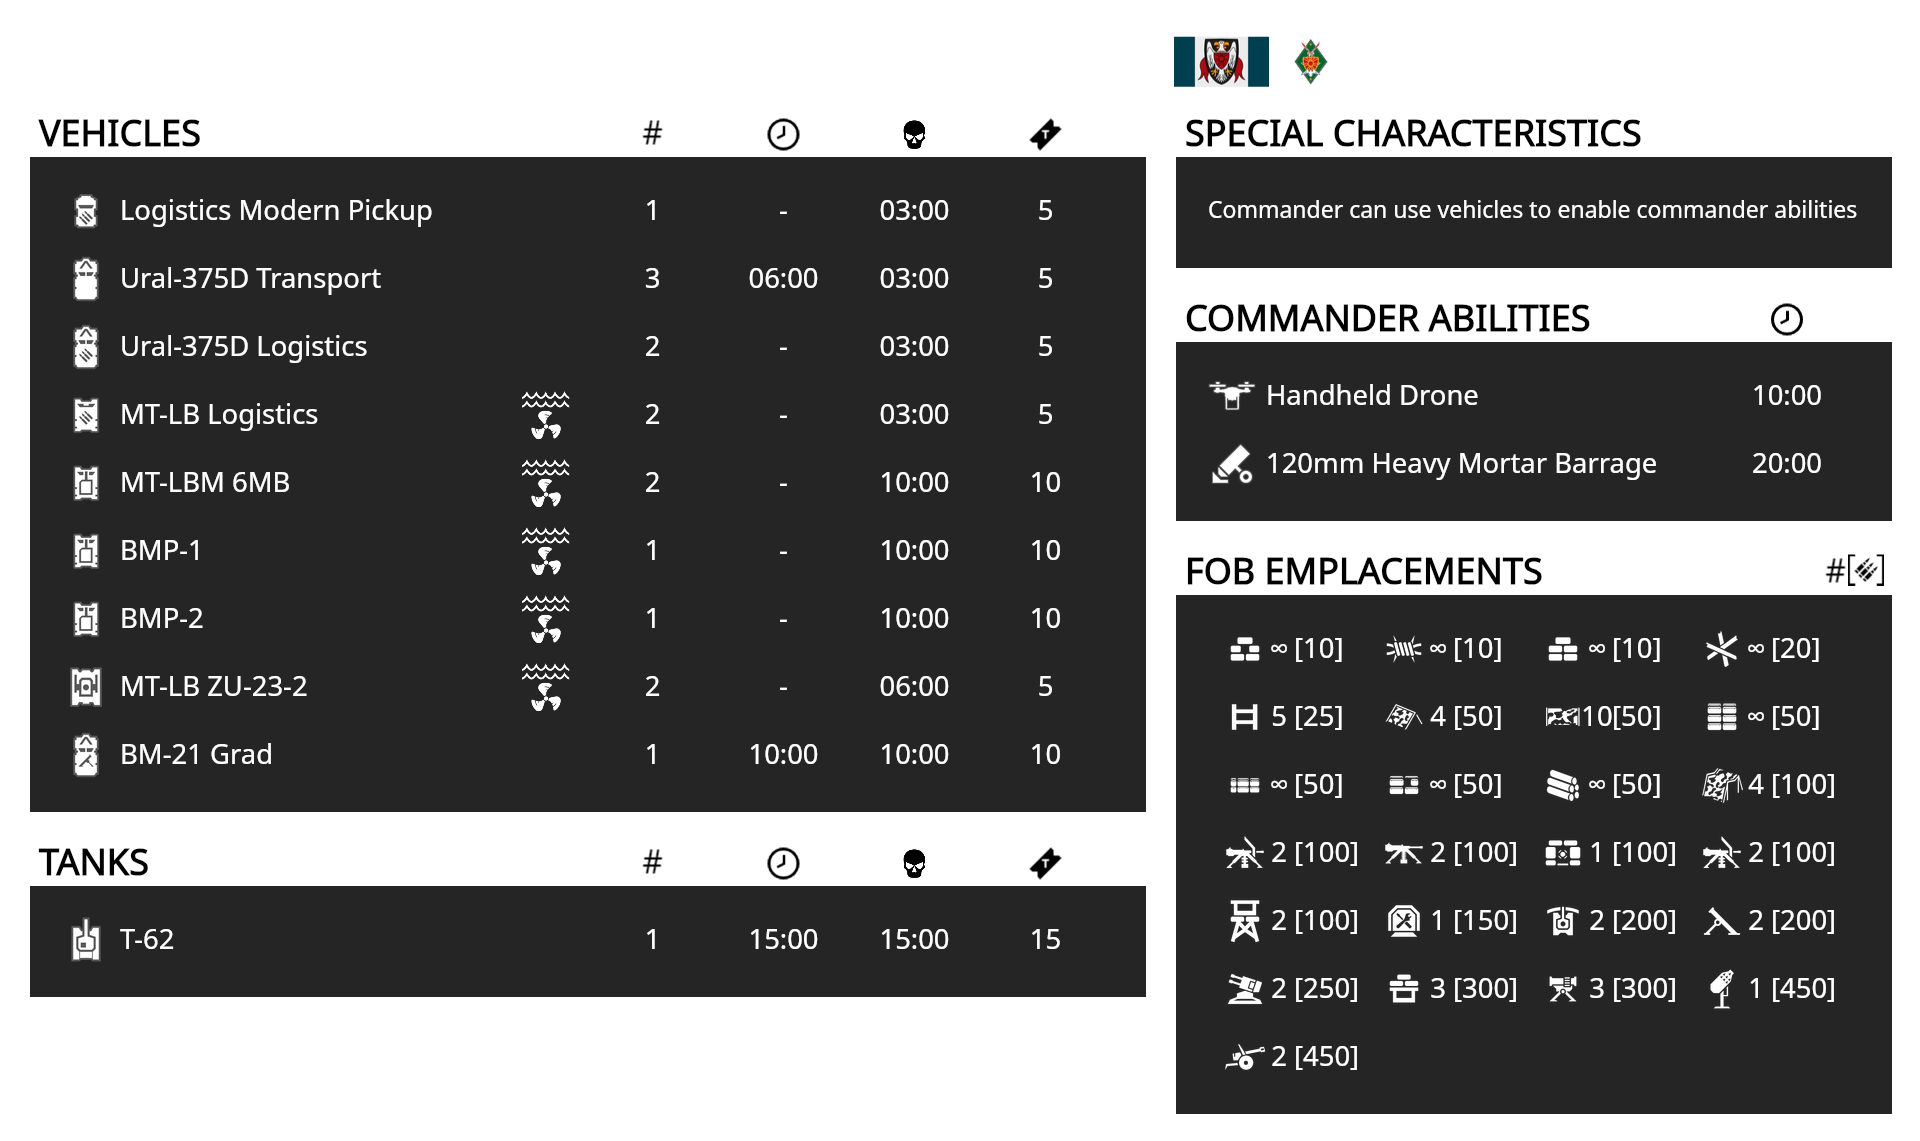 VEHICLES #
Logistics Modern Pickup 1 - 03:00 5
Ural-375D Transport 3 06:00 03:00 5
Ural-375D Logistics 2 - 03:00 5
MT-LB Logistics 2 - 03:00 5
MT-LBM 6MB 2 - 10:00 10
BMP-1 1 - 10:00 10
BMP-2 1 - 10:00 10
MT-LB ZU-23-2 2 - 06:00 5
BM-21 Grad 1 10:00 10:00 10
TANKS #
T-62 1 15:00 15:00 15
SPECIAL CHARACTERISTICS
Commander can use vehicles to enable commander abilities
COMMANDER ABILITIES
Handheld Drone 10:00
120mm Heavy Mortar Barrage 20:00
FOB EMPLACEMENTS #[ ]
∞ [10] ∞ [10] ∞ [10] ∞ [20]
5 [25] 4 [50] 10[50] ∞ [50]
∞ [50] ∞ [50] ∞ [50] 4 [100]
2 [100] 2 [100] 1 [100] 2 [100]
2 [100] 1 [150] 2 [200] 2 [200]
2 [250] 3 [300] 3 [300] 1 [450]
2 [450]